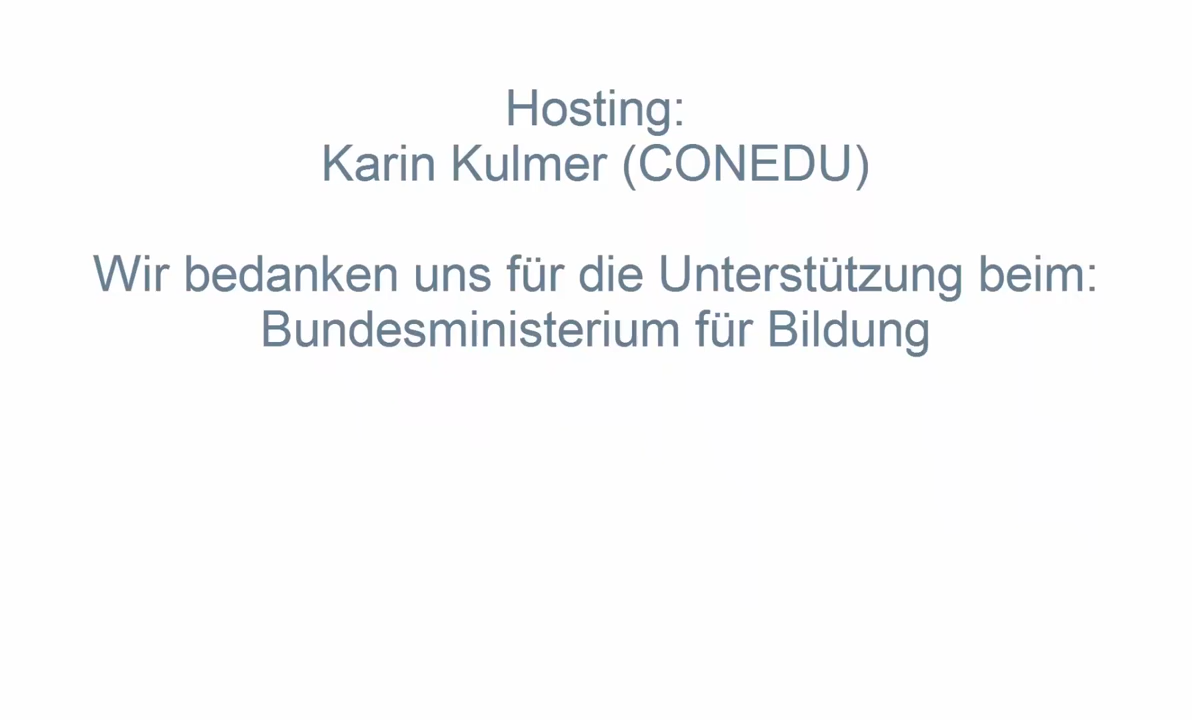 Hosting:
Karin Kulmer (CONEDU)
Wir bedanken uns für die Unterstützung beim:
Bundesministerium für Bildung